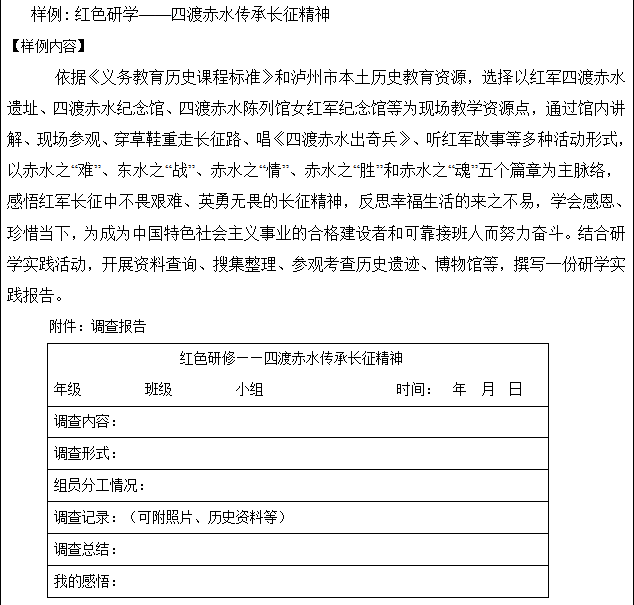 样例：红色研学——四渡赤水传承长征精神
【样例内容】
依据《义务教育历史课程标准》和泸州市本土历史教育资源，选择以红军四渡赤水
遗址、四渡赤水纪念馆、四渡赤水陈列馆女红军纪念馆等为现场教学资源点，通过馆内讲
解、现场参观、穿草鞋重走长征路、唱《四渡赤水出奇兵》、听红军故事等多种活动形式，
以赤水之“难”、东水之“战”、赤水之“情”、赤水之“胜”和赤水之“魂”五个篇章为主脉络，
感悟红军长征中不畏艰难、英勇无畏的长征精神，反思幸福生活的来之不易，学会感恩、
珍惜当下，为成为中国特色社会主义事业的合格建设者和可靠接班人而努力奋斗。结合研
学实践活动，开展资料查询、搜集整理、参观考查历史遗迹、博物馆等，撰写一份研学实
践报告。
附件：调查报告
红色研修——四渡赤水传承长征精神
年级 班级 小组 时间： 年 月 日
调查内容：
调查形式：
组员分工情况：
调查记录：（可附照片、历史资料等）
调查总结：
我的感悟：